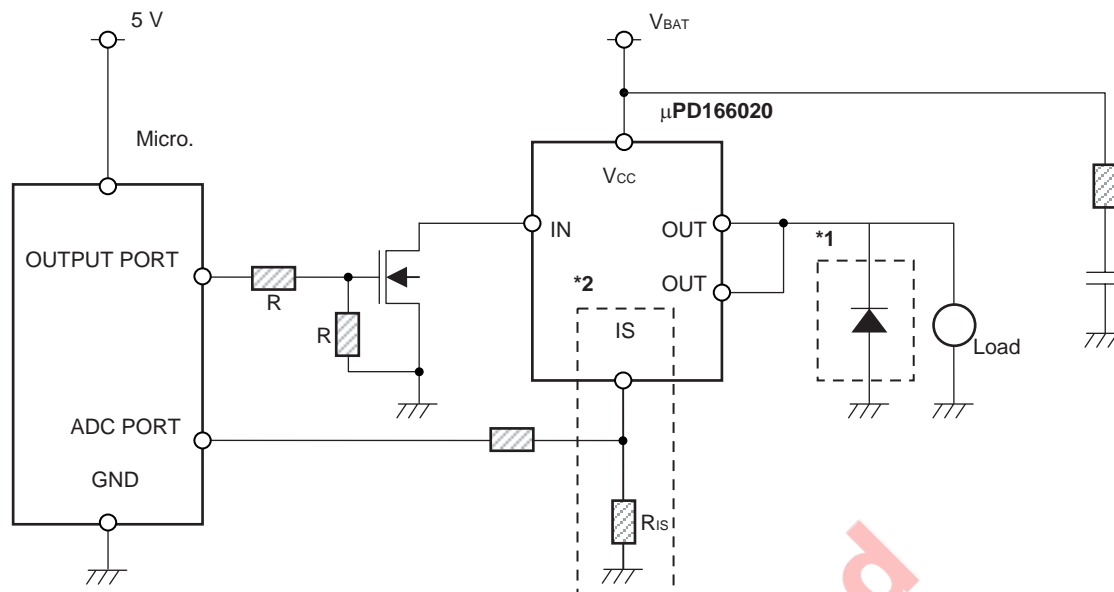 5 V
VBAT
µPD166020
Micro.
VCC
IN
OUT
OUTPUT PORT
*1
R
*2
OUT
R
IS
Load
ADC PORT
GND
RIS